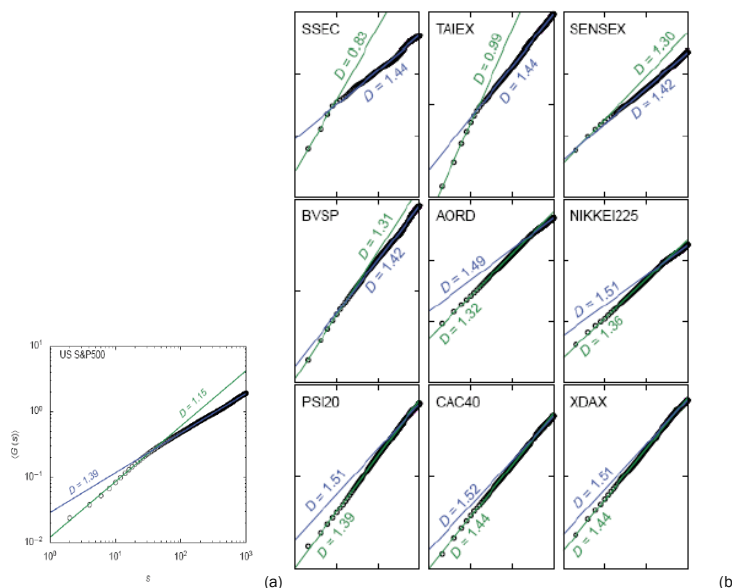 SSEC
D = 0.83
D = 1.44
TAIEX
D = 0.99
D = 1.44
SENSEX
D = 1.30
D = 1.42
BVSP
D = 1.31
D = 1.42
AORD
D = 1.49
D = 1.32
NIKKEI225
D = 1.51
D = 1.36
PSI20
D = 1.51
D = 1.39
CAC40
D = 1.52
D = 1.44
XDAX
D = 1.51
D = 1.44
US S&P500
D = 1.15
D = 1.39
10¹
10⁰
10⁻¹
10⁻²
10⁰
10¹
10²
10³
(a)
(b